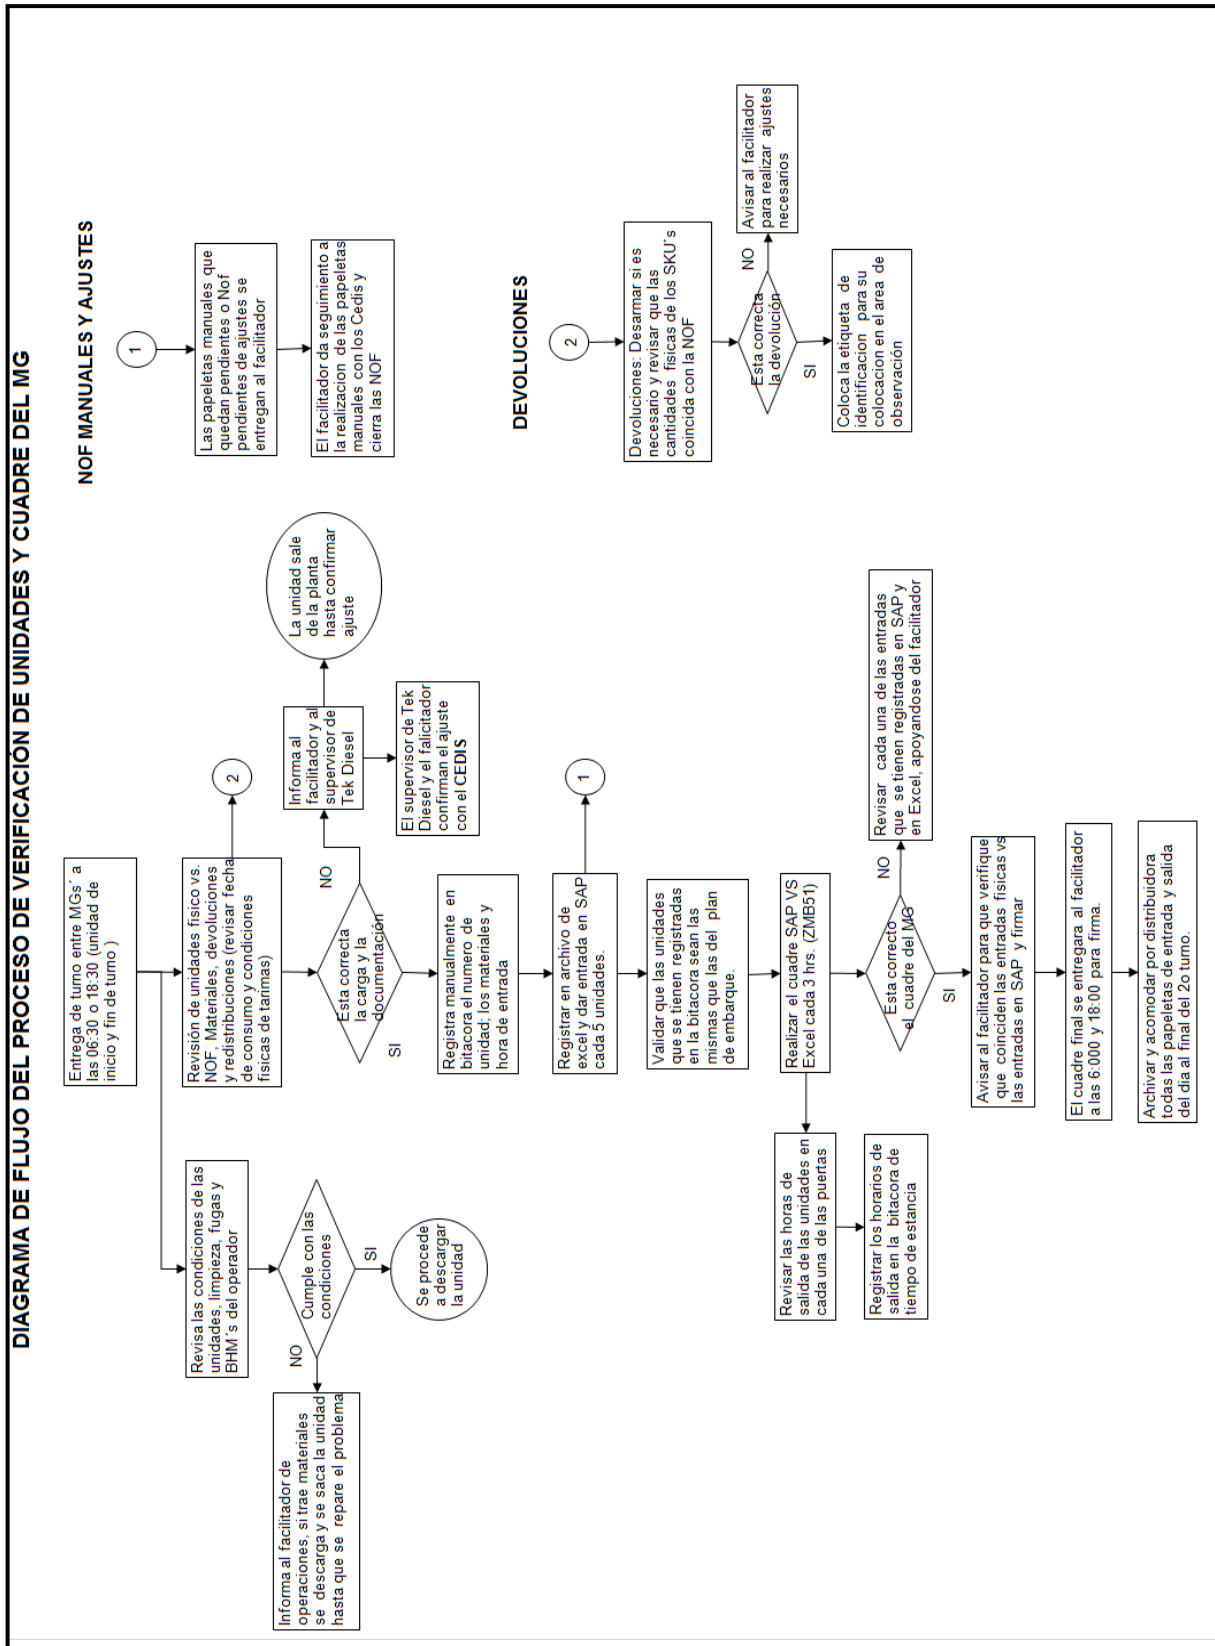 DIAGRAMA DE FLUJO DEL PROCESO DE VERIFICACIÓN DE UNIDADES Y CUADRE DEL MG
Entrega de turno entre MGs´ a
las 06:30 o 18:30 (unidad de
inicio y fin de turno )
Revisa las condiciones de las
unidades, limpieza, fugas y
BHM´s del operador
Cumple con las
condiciones
NO
SI
Informa al facilitador de
operaciones, si trae materiales
se descarga y se saca la unidad
hasta que se repare el problema
Se procede
a descargar
la unidad
Revisión de unidades fisico vs.
NOF, Materiales, devoluciones
y redistribuciones (revisar fecha
de consumo y condiciones
fisicas de tarimas)
2
Esta correcta
la carga y la
documentación
NO
SI
Informa al
facilitador y al
supervisor de
Tek Diesel
La unidad sale
de la planta
hasta confirmar
ajuste
El supervisor de Tek
Diesel y el falicitador
confirman el ajuste
con el CEDIS
Registra manualmente en
bitacora el numero de
unidad; los materiales y
hora de entrada
Registrar en archivo de
excel y dar entrada en SAP
cada 5 unidades.
1
Validar que las unidades
que se tienen registradas
en la bitacora sean las
mismas que las del plan
de embarque.
Realizar el cuadre SAP VS
Excel cada 3 hrs. (ZMB51)
Revisar las horas de
salida de las unidades en
cada una de las puertas
Registrar los horarios de
salida en la bitacora de
tiempo de estancia
Esta correcto
el cuadre del MG
NO
SI
Revisar cada una de las entradas
que se tienen registradas en SAP y
en Excel, apoyandose del facilitador
Avisar al facilitador para que verifique
que coinciden las entradas fisicas vs
las entradas en SAP y firmar
El cuadre final se entregara al facilitador
a las 6:000 y 18:00 para firma.
Archivar y acomodar por distribuidora
todas las papeletas de entrada y salida
del dia al final del 2o turno.
NOF MANUALES Y AJUSTES
1
Las papeletas manuales que
quedan pendientes o Nof
pendientes de ajustes se
entregan al facilitador
El facilitador da seguimiento a
la realizacion de las papeletas
manuales con los Cedis y
cierra las NOF
DEVOLUCIONES
2
Devoluciones: Desarmar si es
necesario y revisar que las
cantidades fisicas de los SKU´s
coincida con la NOF
Esta correcta
la devolución
NO
SI
Avisar al facilitador
para realizar ajustes
necesarios
Coloca la etiqueta de
identificacion para su
colocacion en el area de
observación